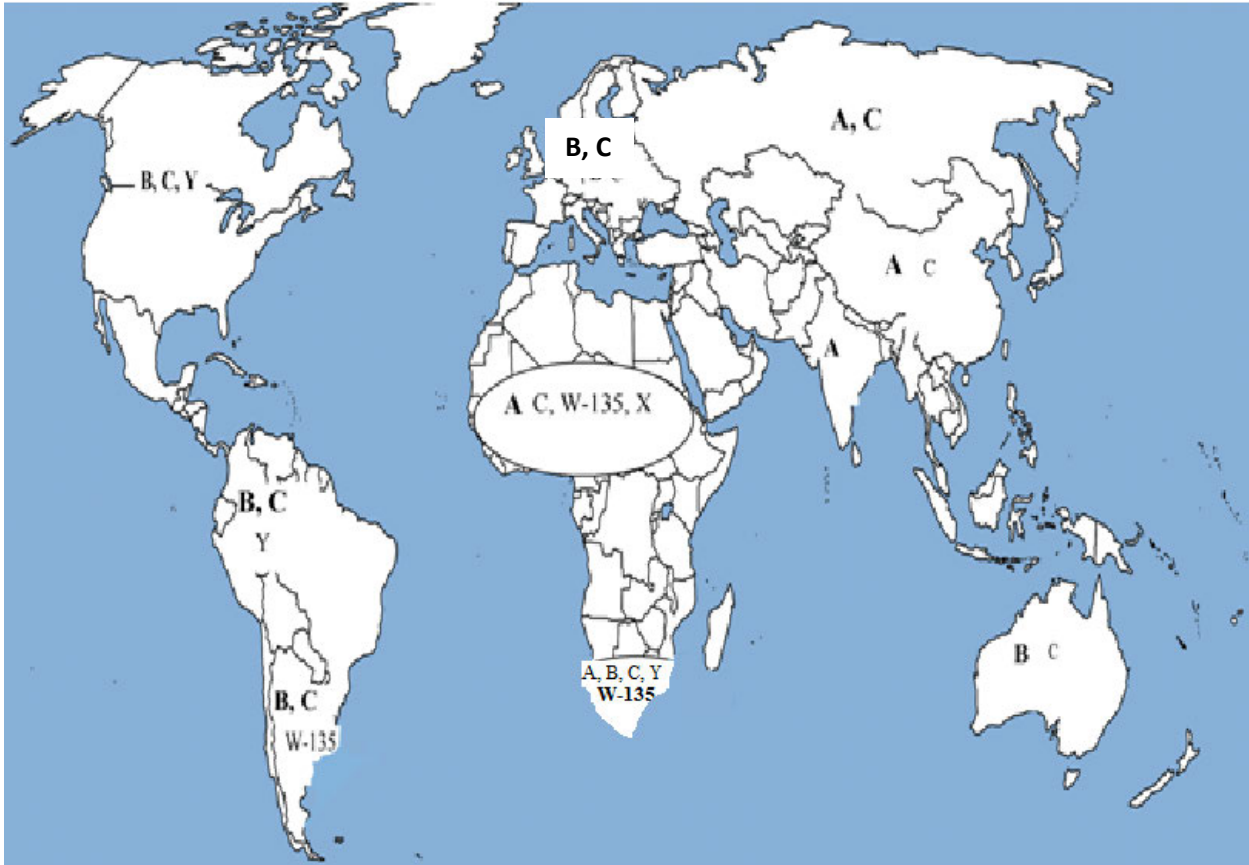 A, C
B, C
B, C, Y
A C
A
A C, W-135, X
B, C
Y
B C
A, B, C, Y
W-135
B, C
W-135